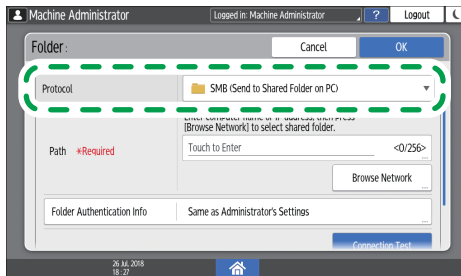 Machine Administrator
Logged in: Machine Administrator
?
Logout
Folder :
Cancel
OK
Protocol
SMB (Send to Shared Folder on PC)
Enter computer name or IP address, then Press
[Browse Network] to select shared folder.
Path ✳Required
Touch to Enter
<0/256>
Browse Network
Folder Authentication Info
Same as Administrator's Settings
Connection Test
26 JUL 2018
18 : 27